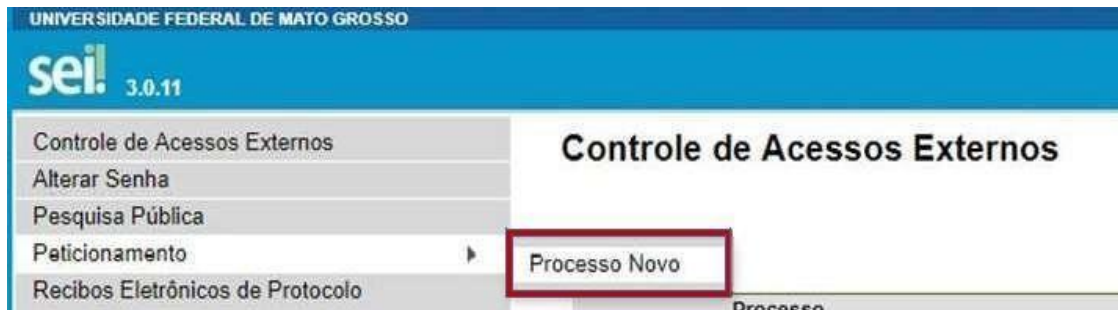 UNIVERSIDADE FEDERAL DE MATO GROSSO
sei! 3.0.11
Controle de Acessos Externos
Alterar Senha
Pesquisa Pública
Peticionamento
Recibos Eletrônicos de Protocolo
Controle de Acessos Externos
Processo Novo
Processo